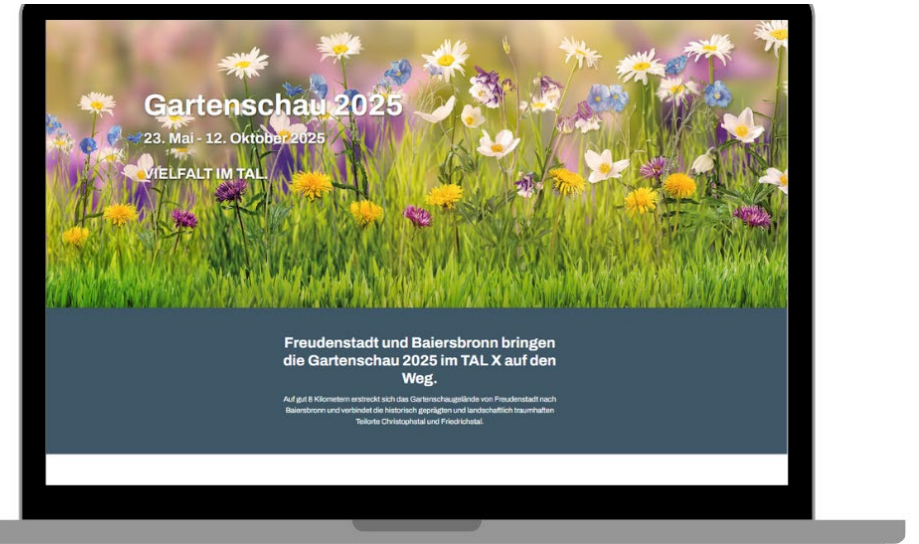 Gartenschau 2025
23. Mai - 12. Oktober 2025
VIELFALT IM TAL.
Freudenstadt und Baiersbronn bringen
die Gartenschau 2025 im TAL X auf den
Weg.
Auf gut 8 Kilometern erstreckt sich das Gartenschaugelände von Freudenstadt nach
Baiersbronn und verbindet die historisch geprägten und landschaftlich traumhaften
Teilorte Christophstal und Friedrichstal.